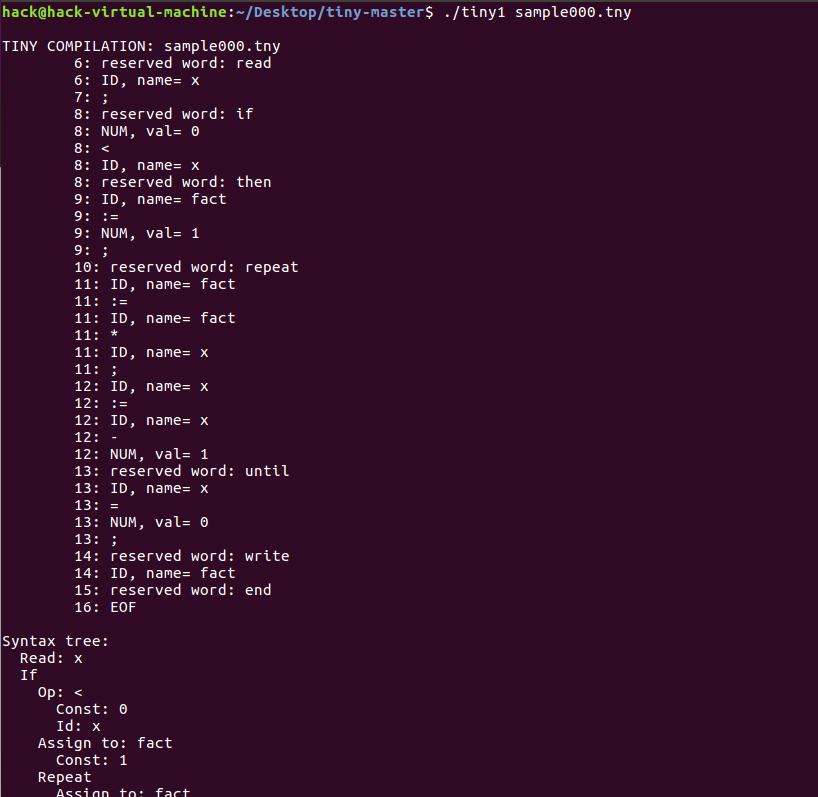 hack@hack-virtual-machine:~/Desktop/tiny-master$ ./tiny1 sample000.tny
TINY COMPILATION: sample000.tny
6: reserved word: read
6: ID, name= x
7: ;
8: reserved word: if
8: NUM, val= 0
8: <
8: ID, name= x
8: reserved word: then
9: ID, name= fact
9: :=
9: NUM, val= 1
9: ;
10: reserved word: repeat
11: ID, name= fact
11: :=
11: ID, name= fact
11: *
11: ID, name= x
11: ;
12: ID, name= x
12: :=
12: ID, name= x
12: -
12: NUM, val= 1
13: reserved word: until
13: ID, name= x
13: =
13: NUM, val= 0
13: ;
14: reserved word: write
14: ID, name= fact
15: reserved word: end
16: EOF
Syntax tree:
Read: x
If
Op: <
Const: 0
Id: x
Assign to: fact
Const: 1
Repeat
Assign to: fact